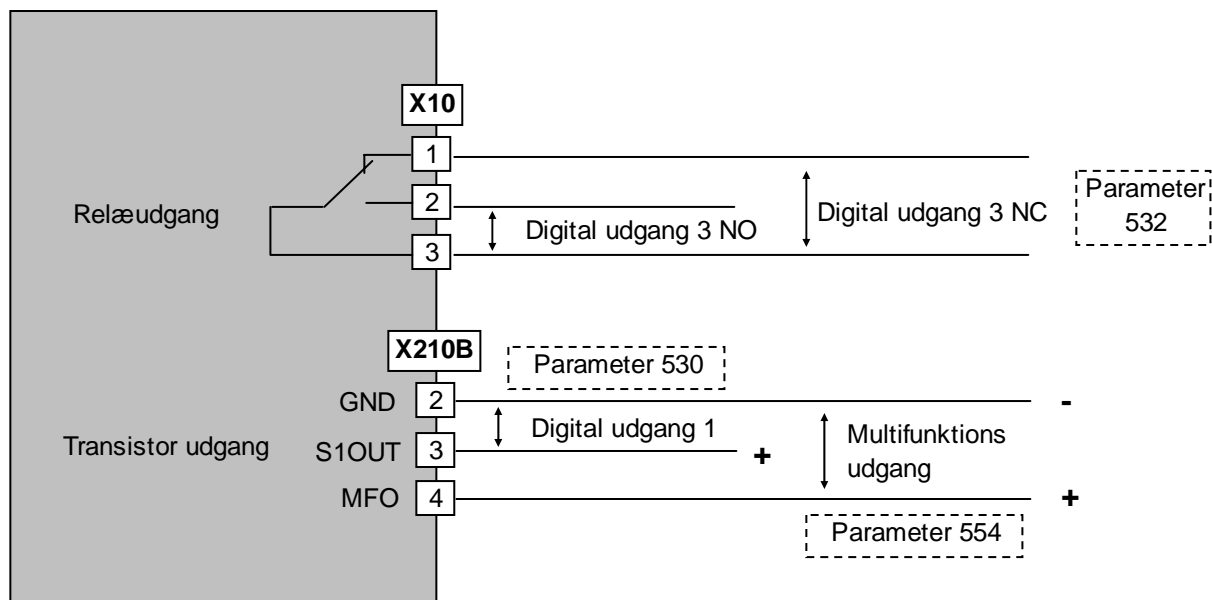 X10
1
2
3
Relæudgang
Digital udgang 3 NO
Digital udgang 3 NC
Parameter
532
X210B
Parameter 530
GND
2
-
Transistor udgang
S1OUT
3
Digital udgang 1
+
Multifunktions
udgang
MFO
4
+
Parameter 554